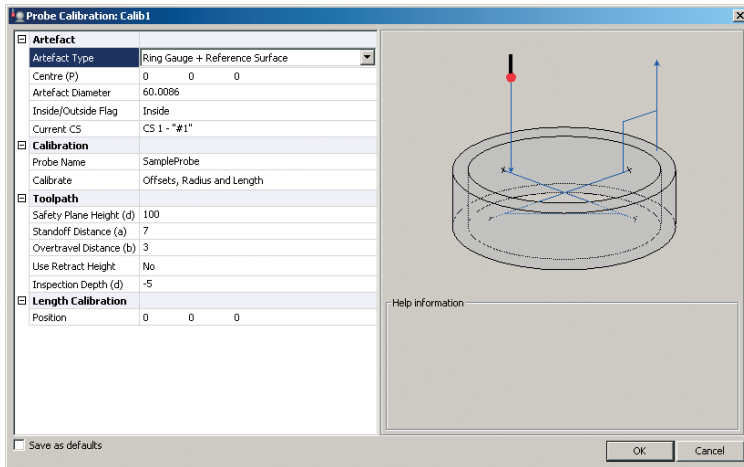 Probe Calibration: Calib1
Artefact
Artefact Type Ring Gauge + Reference Surface
Centre (P) 0 0 0
Artefact Diameter 60.0086
Inside/Outside Flag Inside
Current CS CS 1 - "#1"
Calibration
Probe Name SampleProbe
Calibrate Offsets, Radius and Length
Toolpath
Safety Plane Height (d) 100
Standoff Distance (a) 7
Overtravel Distance (b) 3
Use Retract Height No
Inspection Depth (d) -5
Length Calibration
Position 0 0 0
Help information
Save as defaults
OK Cancel